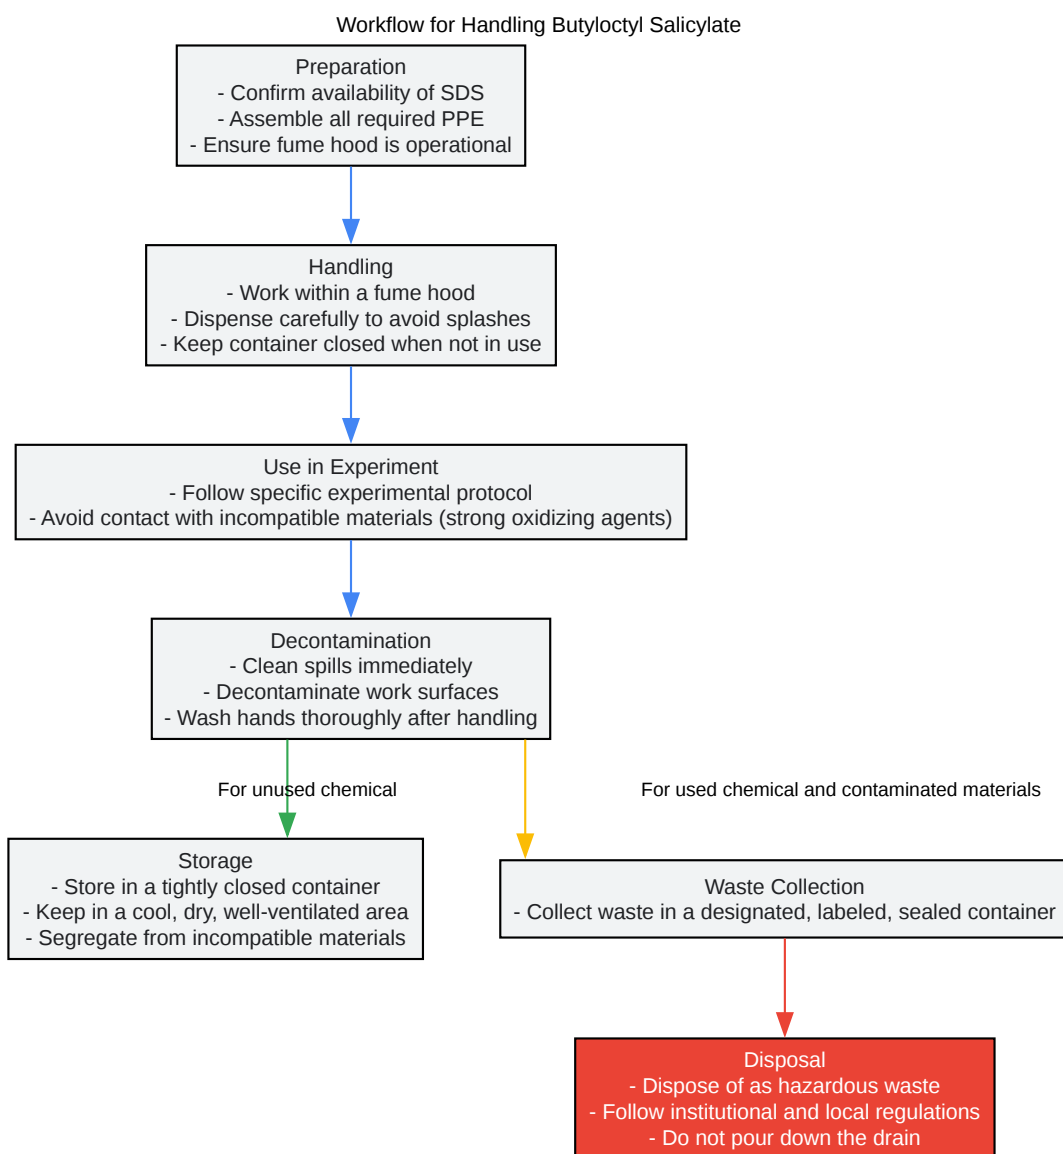 Workflow for Handling Butyloctyl Salicylate
Preparation
- Confirm availability of SDS
- Assemble all required PPE
- Ensure fume hood is operational
Handling
- Work within a fume hood
- Dispense carefully to avoid splashes
- Keep container closed when not in use
Use in Experiment
- Follow specific experimental protocol
- Avoid contact with incompatible materials (strong oxidizing agents)
Decontamination
- Clean spills immediately
- Decontaminate work surfaces
- Wash hands thoroughly after handling
For unused chemical
For used chemical and contaminated materials
Storage
- Store in a tightly closed container
- Keep in a cool, dry, well-ventilated area
- Segregate from incompatible materials
Waste Collection
- Collect waste in a designated, labeled, sealed container
Disposal
- Dispose of as hazardous waste
- Follow institutional and local regulations
- Do not pour down the drain